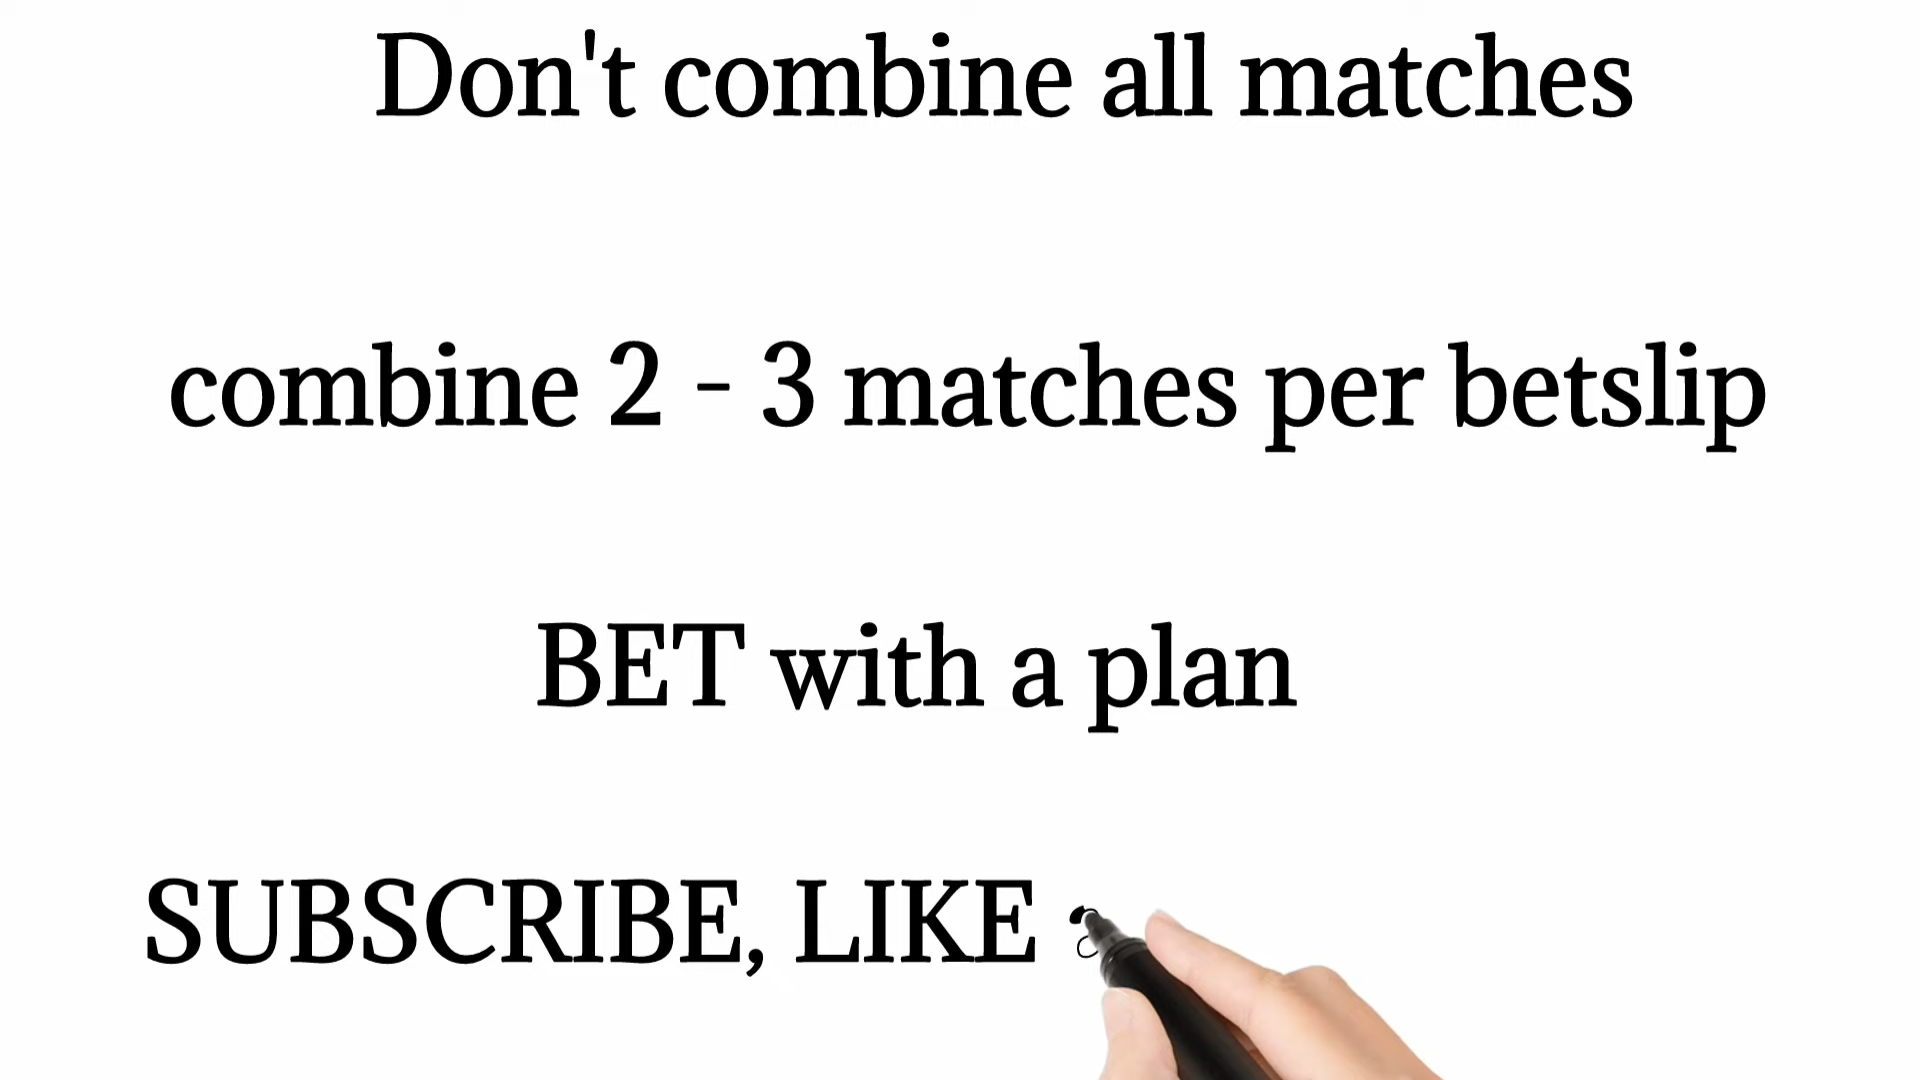 Don't combine all matches
combine 2 - 3 matches per betslip
BET with a plan
SUBSCRIBE, LIKE